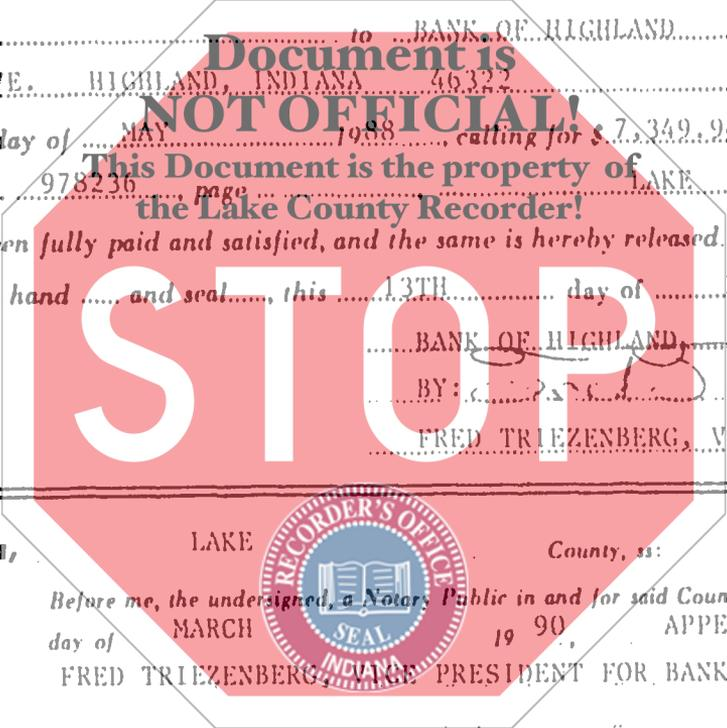 to BANK OF HIGHLAND
Document is
E. HIGHLAND, INDIANA 46322
NOT OFFICIAL!
day of MAY 1988, calling for $ 7,349.9
This Document is the property of
978236, page LAKE
the Lake County Recorder!
en fully paid and satisfied, and the same is hereby released.
hand ...... and seal ......, this ...... 13TH day of
STOP
BANK OF HIGHLAND,
BY:
FRED TRIEZENBERG, V
LAKE County, ss:
RECORDER'S OFFICE
SEAL
INDIANA
Before me, the undersigned, a Notary Public in and for said Coun
day of MARCH 19 90, APPE
FRED TRIEZENBERG, VICE PRESIDENT FOR BANK